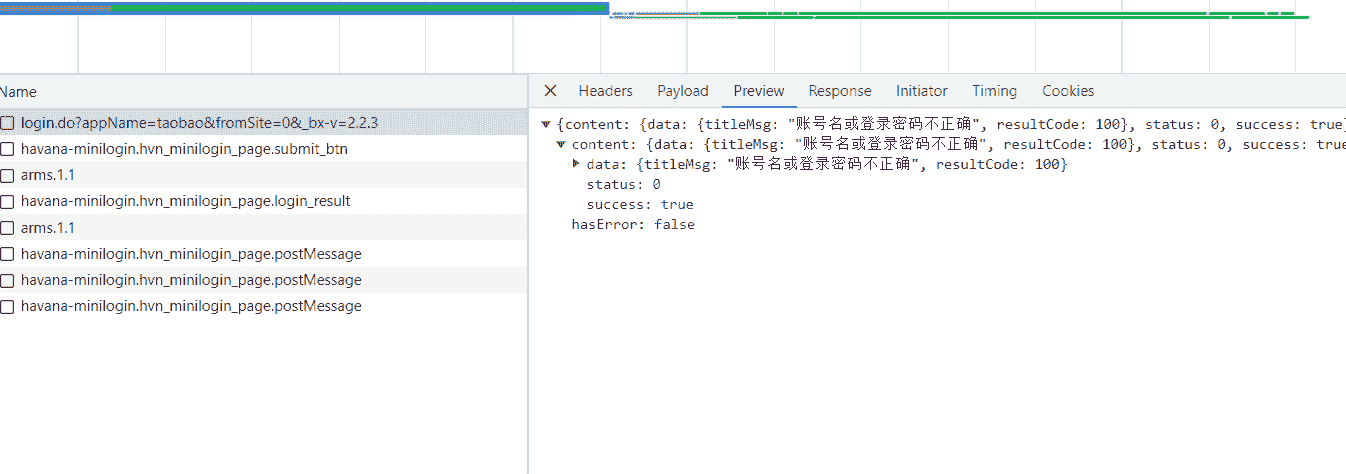 Name
login.do?appName=taobao&fromSite=0&_bx-v=2.2.3
havana-minilogin.hvn_minilogin_page.submit_btn
arms.1.1
havana-minilogin.hvn_minilogin_page.login_result
arms.1.1
havana-minilogin.hvn_minilogin_page.postMessage
havana-minilogin.hvn_minilogin_page.postMessage
havana-minilogin.hvn_minilogin_page.postMessage
Headers Payload Preview Response Initiator Timing Cookies
{content: {data: {titleMsg: "账号名或登录密码不正确", resultCode: 100}, status: 0, success: true}
content: {data: {titleMsg: "账号名或登录密码不正确", resultCode: 100}, status: 0, success: true
data: {titleMsg: "账号名或登录密码不正确", resultCode: 100}
status: 0
success: true
hasError: false